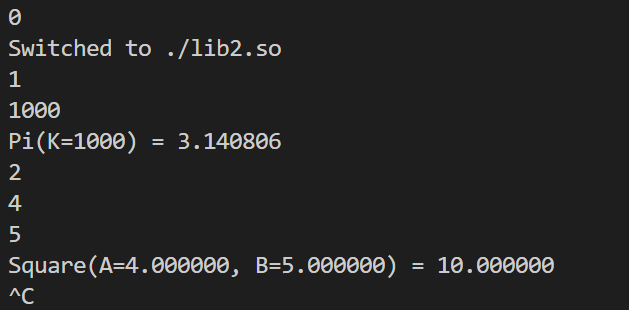 0
Switched to ./lib2.so
1
1000
Pi(K=1000) = 3.140806
2
4
5
Square(A=4.000000, B=5.000000) = 10.000000
^C